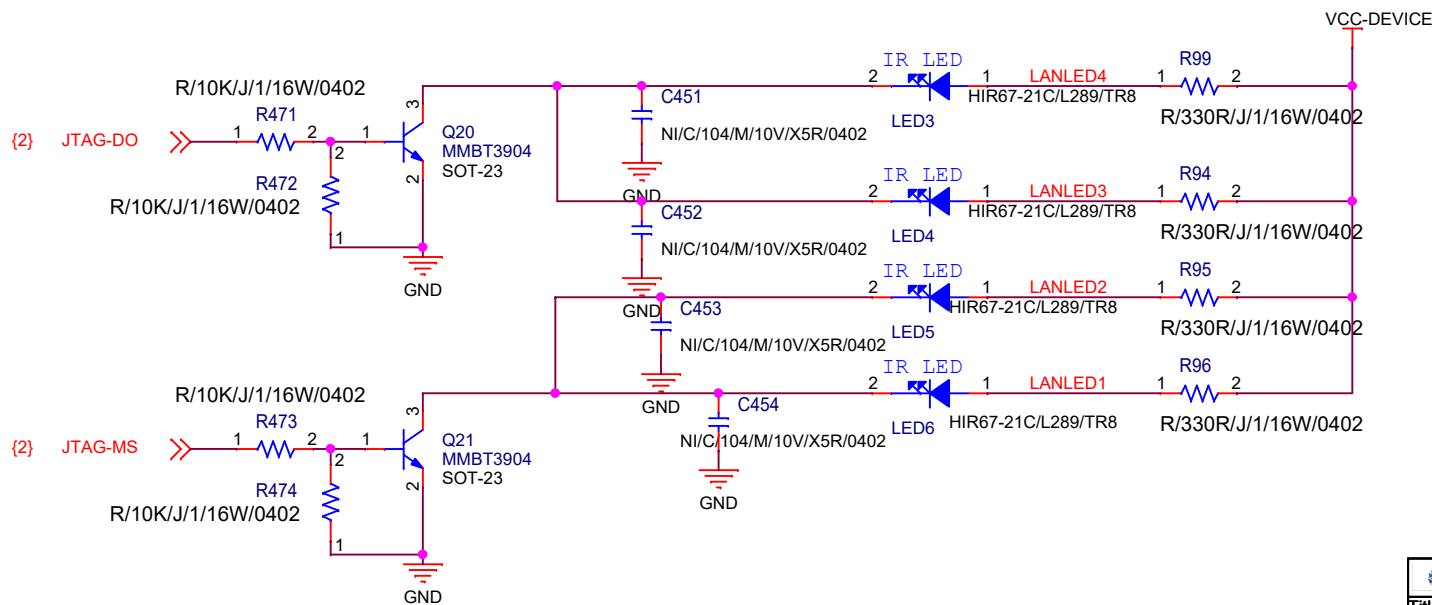 VCC-DEVICE
IR LED
R99
R/10K/J/1/16W/0402
C451
2 1 LANLED4 1 2
R471
3
HIR67-21C/L289/TR8
NI/C/104/M/10V/X5R/0402
LED3
R/330R/J/1/16W/0402
{2} JTAG-DO 1 2 1
Q20
MMBT3904
SOT-23
2
2
R472
GND
IR LED
R94
R/10K/J/1/16W/0402
C452
2 1 LANLED3 1 2
HIR67-21C/L289/TR8
LED4
R/330R/J/1/16W/0402
1
NI/C/104/M/10V/X5R/0402
GND
IR LED
R95
GND
C453
2 1 LANLED2 1 2
HIR67-21C/L289/TR8
LED5
R/330R/J/1/16W/0402
NI/C/104/M/10V/X5R/0402
IR LED
R96
R/10K/J/1/16W/0402
GND
C454
2 1 LANLED1 1 2
R473
3
HIR67-21C/L289/TR8
LED6
R/330R/J/1/16W/0402
NI/C/104/M/10V/X5R/0402
{2} JTAG-MS 1 2 1
Q21
MMBT3904
SOT-23
2
2
R474
GND
R/10K/J/1/16W/0402
1
GND